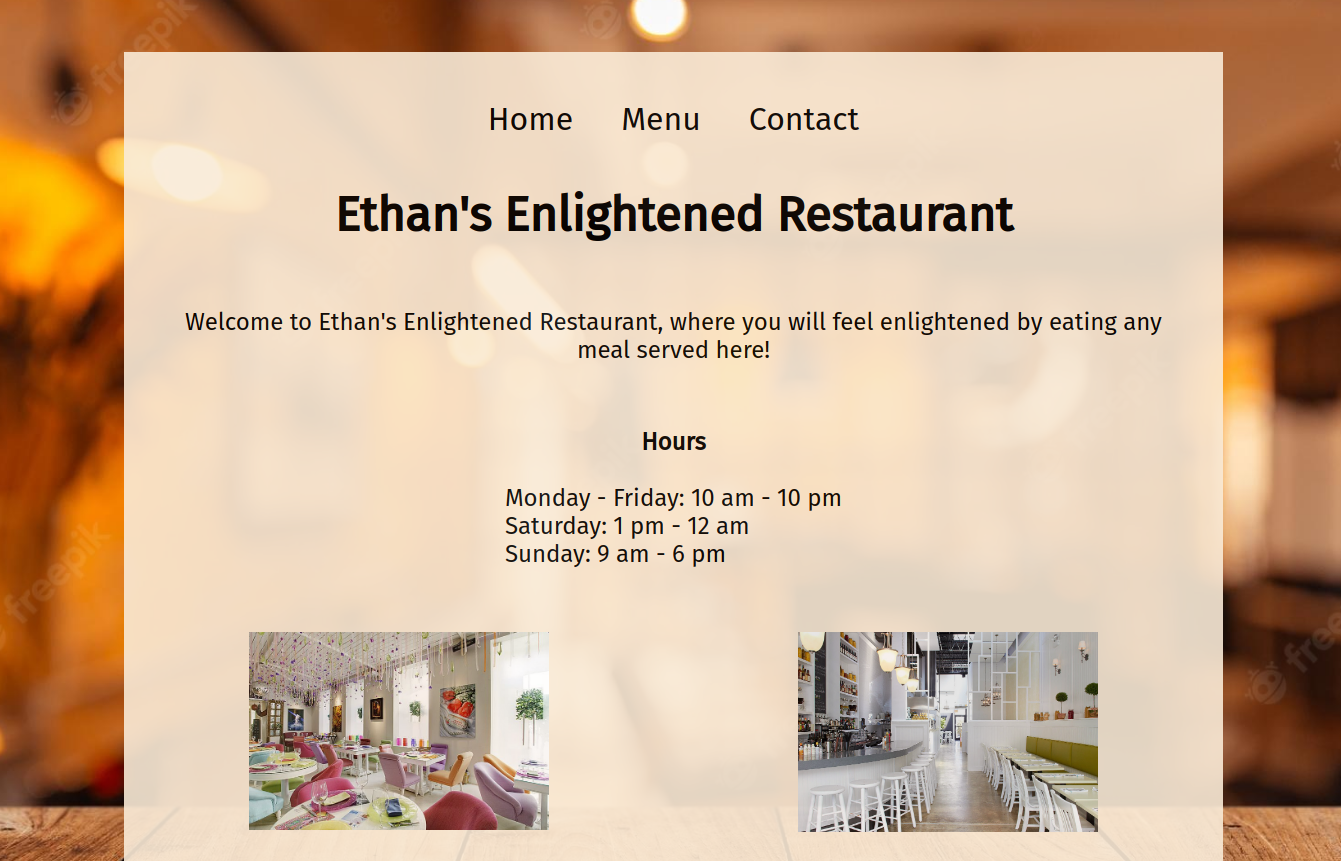 freepik
Home Menu Contact
Ethan's Enlightened Restaurant
Welcome to Ethan's Enlightened Restaurant, where you will feel enlightened by eating any
meal served here!
Hours
Monday - Friday: 10 am - 10 pm
Saturday: 1 pm - 12 am
Sunday: 9 am - 6 pm
freepik